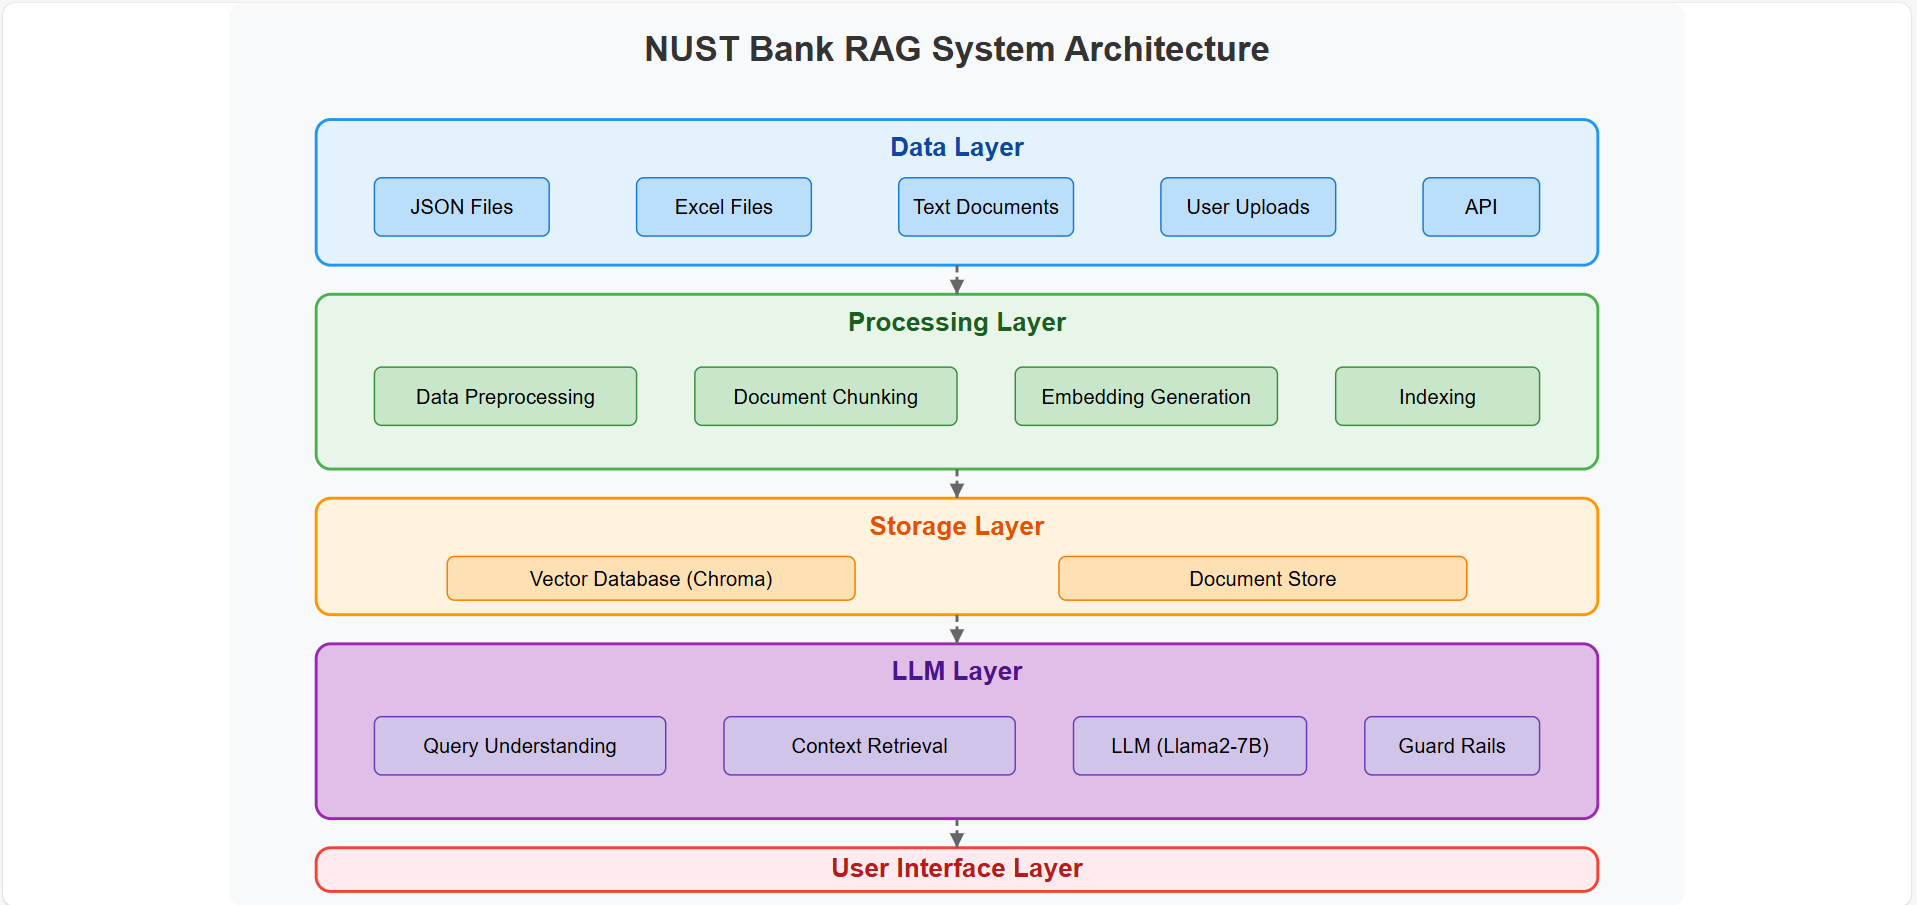 NUST Bank RAG System Architecture
Data Layer
JSON Files
Excel Files
Text Documents
User Uploads
API
Processing Layer
Data Preprocessing
Document Chunking
Embedding Generation
Indexing
Storage Layer
Vector Database (Chroma)
Document Store
LLM Layer
Query Understanding
Context Retrieval
LLM (Llama2-7B)
Guard Rails
User Interface Layer